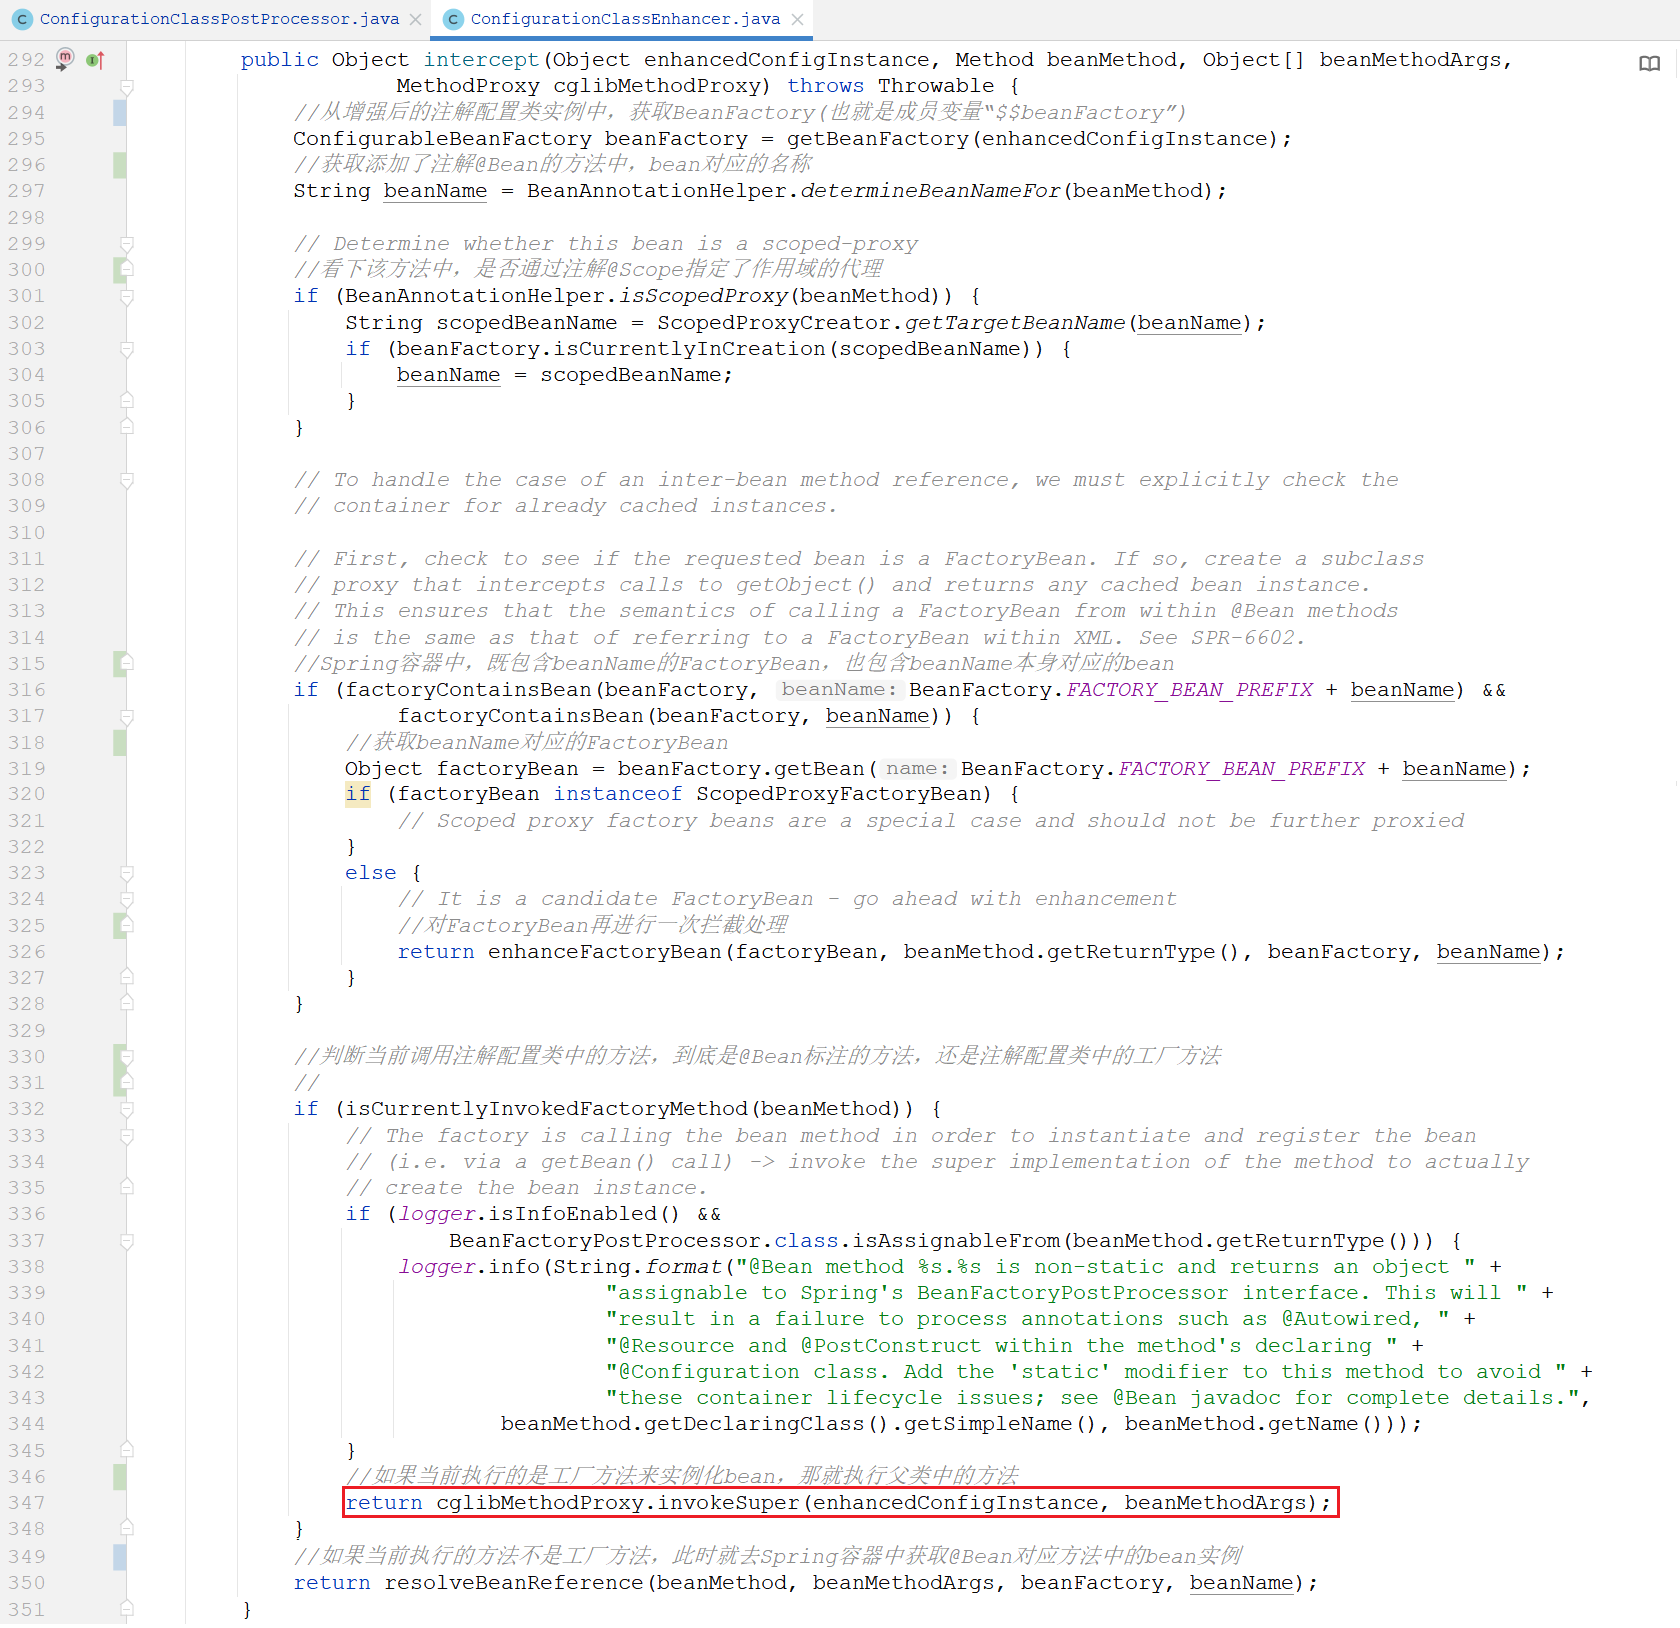 ConfigurationClassPostProcessor.java ConfigurationClassEnhancer.java
292 public Object intercept(Object enhancedConfigInstance, Method beanMethod, Object[] beanMethodArgs,
293 MethodProxy cglibMethodProxy) throws Throwable {
294 //从增强后的注解配置类实例中，获取BeanFactory(也就是成员变量“$$beanFactory”)
295 ConfigurableBeanFactory beanFactory = getBeanFactory(enhancedConfigInstance);
296 //获取添加了注解@Bean的方法中，bean对应的名称
297 String beanName = BeanAnnotationHelper.determineBeanNameFor(beanMethod);
298
299 // Determine whether this bean is a scoped-proxy
300 //看下该方法中，是否通过注解@Scope指定了作用域的代理
301 if (BeanAnnotationHelper.isScopedProxy(beanMethod)) {
302 String scopedBeanName = ScopedProxyCreator.getTargetBeanName(beanName);
303 if (beanFactory.isCurrentlyInCreation(scopedBeanName)) {
304 beanName = scopedBeanName;
305 }
306 }
307
308 // To handle the case of an inter-bean method reference, we must explicitly check the
309 // container for already cached instances.
310
311 // First, check to see if the requested bean is a FactoryBean. If so, create a subclass
312 // proxy that intercepts calls to getObject() and returns any cached bean instance.
313 // This ensures that the semantics of calling a FactoryBean from within @Bean methods
314 // is the same as that of referring to a FactoryBean within XML. See SPR-6602.
315 //Spring容器中，既包含beanName的FactoryBean，也包含beanName本身对应的bean
316 if (factoryContainsBean(beanFactory, beanName: BeanFactory.FACTORY_BEAN_PREFIX + beanName) &&
317 factoryContainsBean(beanFactory, beanName)) {
318 //获取beanName对应的FactoryBean
319 Object factoryBean = beanFactory.getBean( name: BeanFactory.FACTORY_BEAN_PREFIX + beanName);
320 if (factoryBean instanceof ScopedProxyFactoryBean) {
321 // Scoped proxy factory beans are a special case and should not be further proxied
322 }
323 else {
324 // It is a candidate FactoryBean - go ahead with enhancement
325 //对FactoryBean再进行一次拦截处理
326 return enhanceFactoryBean(factoryBean, beanMethod.getReturnType(), beanFactory, beanName);
327 }
328 }
329
330 //判断当前调用注解配置类中的方法，到底是@Bean标注的方法，还是注解配置类中的工厂方法
331 //
332 if (isCurrentlyInvokedFactoryMethod(beanMethod)) {
333 // The factory is calling the bean method in order to instantiate and register the bean
334 // (i.e. via a getBean() call) -> invoke the super implementation of the method to actually
335 // create the bean instance.
336 if (logger.isInfoEnabled() &&
337 BeanFactoryPostProcessor.class.isAssignableFrom(beanMethod.getReturnType())) {
338 logger.info(String.format("@Bean method %s.%s is non-static and returns an object " +
339 "assignable to Spring's BeanFactoryPostProcessor interface. This will " +
340 "result in a failure to process annotations such as @Autowired, " +
341 "@Resource and @PostConstruct within the method's declaring " +
342 "@Configuration class. Add the 'static' modifier to this method to avoid " +
343 "these container lifecycle issues; see @Bean javadoc for complete details.",
344 beanMethod.getDeclaringClass().getSimpleName(), beanMethod.getName()));
345 }
346 //如果当前执行的是工厂方法来实例化bean，那就执行父类中的方法
347 return cglibMethodProxy.invokeSuper(enhancedConfigInstance, beanMethodArgs);
348 }
349 //如果当前执行的方法不是工厂方法，此时就去Spring容器中获取@Bean对应方法中的bean实例
350 return resolveBeanReference(beanMethod, beanMethodArgs, beanFactory, beanName);
351 }